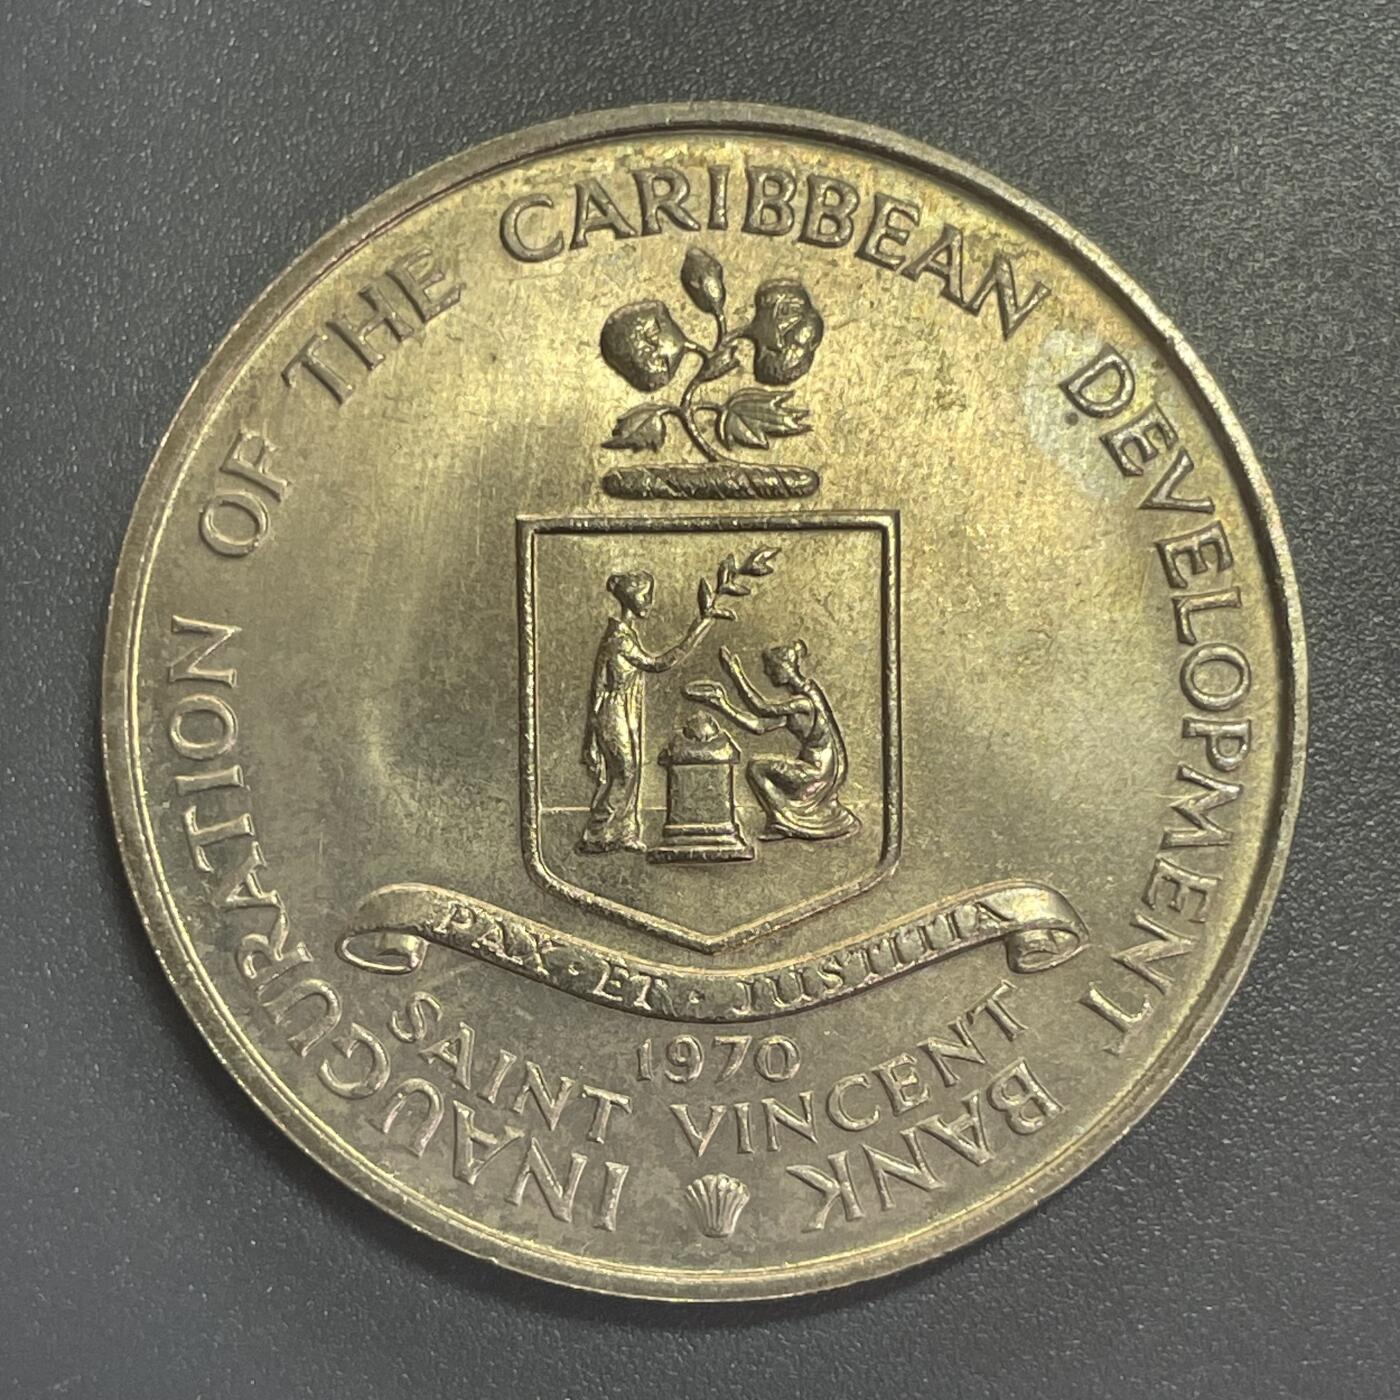 INAUGURATION OF THE CARIBBEAN DEVELOPMENT BANK
PAX · ET · JUSTITIA
1970
SAINT VINCENT